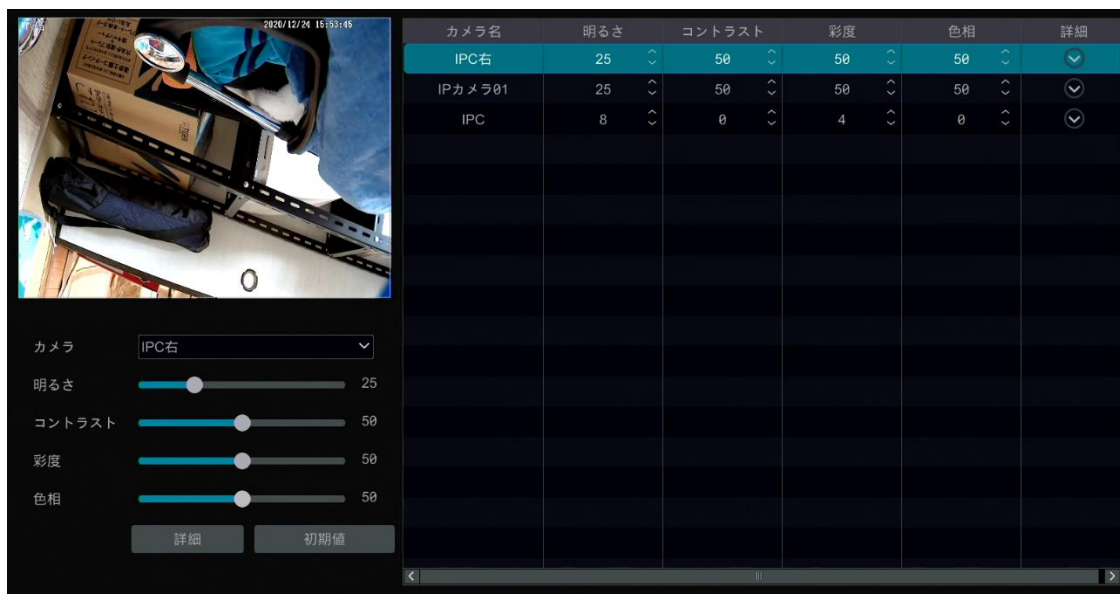 2020/12/24 15:53:45
カメラ名 明るさ コントラスト 彩度 色相 詳細
IPC右 25 50 50 50
IPカメラ01 25 50 50 50
IPC 8 0 4 0
カメラ IPC右
明るさ 25
コントラスト 50
彩度 50
色相 50
詳細 初期値